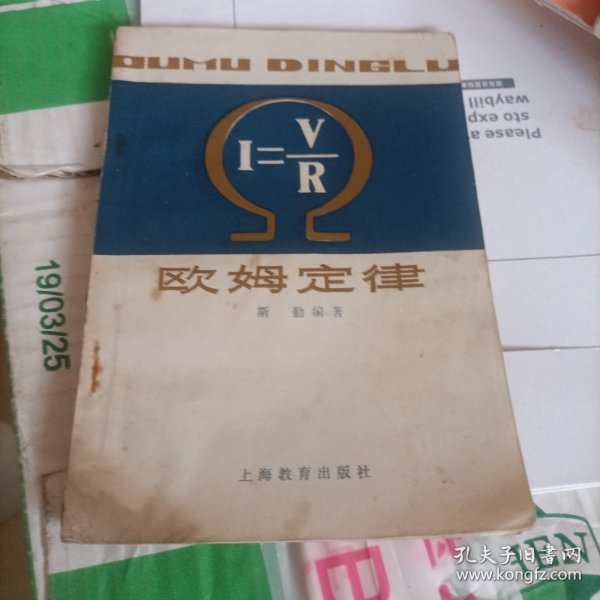 OUMU DINGLU
I=V/R
欧姆定律
斯 勤编著
上海教育出版社
19/03/25
Please a
sto exp
waybill
EN
孔夫子旧书网
www.kongfz.com